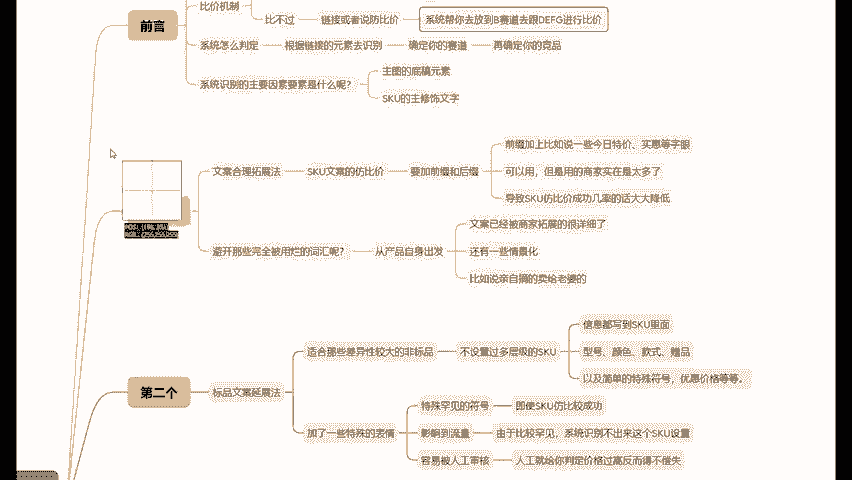 前言
比价机制
比不过
链接或者说防比价
系统帮你去放到B赛道去跟DEFG进行比价
系统怎么判定
根据链接的元素去识别
确定你的赛道
再确定你的竞品
系统识别的主要因素要素是什么呢?
主图的底稿元素
SKU的主修饰文字
文案合理拓展法
SKU文案的仿比价
要加前缀和后缀
前缀加上比如说一些今日特价、实惠等字眼
可以用，但是用的商家实在是太多了
导致SKU仿比价成功几率的话大大降低
避开那些完全被用烂的词汇呢?
从产品自身出发
文案已经被商家拓展的很详细了
还有一些情景化
比如说亲自摘的卖给老婆的
第二个
标品文案延展法
适合那些差异性较大的非标品
不设置过多层级的SKU
信息都写到SKU里面
型号、颜色、款式、赠品
以及简单的特殊符号，优惠价格等等。
加了一些特殊的表情
特殊罕见的符号
即便SKU仿比较成功
影响到流量
由于比较罕见，系统识别不出来这个SKU设置
容易被人工审核
人工就给你判定价格过高反而得不偿失